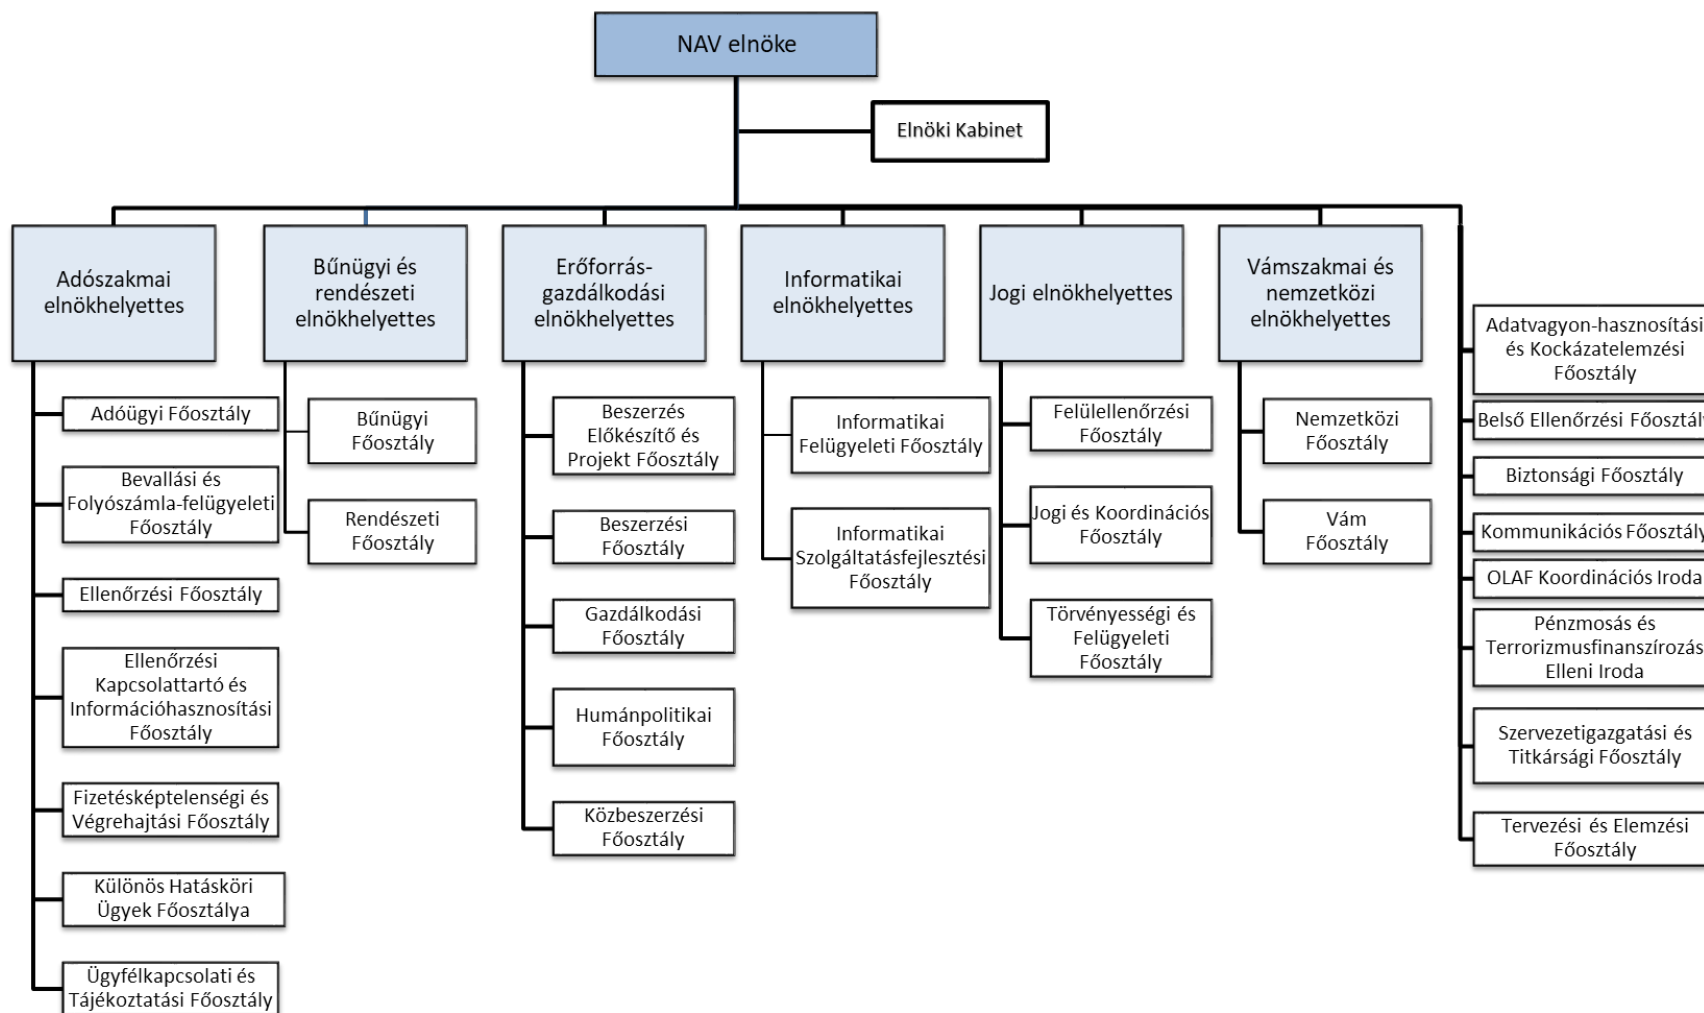 NAV elnöke
Elnöki Kabinet
Adószakmai
elnökhelyettes
Adóügyi Főosztály
Bevallási és
Folyószámla-felügyeleti
Főosztály
Ellenőrzési Főosztály
Ellenőrzési
Kapcsolattartó és
Információhasznosítási
Főosztály
Fizetésképtelenségi és
Végrehajtási Főosztály
Különös Hatásköri
Ügyek Főosztálya
Ügyfélkapcsolati és
Tájékoztatási Főosztály
Bűnügyi és
rendészeti
elnökhelyettes
Bűnügyi
Főosztály
Rendészeti
Főosztály
Erőforrás-
gazdálkodási
elnökhelyettes
Beszerzés
Előkészítő és
Projekt Főosztály
Beszerzési
Főosztály
Gazdálkodási
Főosztály
Humánpolitikai
Főosztály
Közbeszerzési
Főosztály
Informatikai
elnökhelyettes
Informatikai
Felügyeleti Főosztály
Informatikai
Szolgáltatásfejlesztési
Főosztály
Jogi elnökhelyettes
Felülellenőrzési
Főosztály
Jogi és Koordinációs
Főosztály
Törvényességi és
Felügyeleti
Főosztály
Vámszakmai és
nemzetközi
elnökhelyettes
Nemzetközi
Főosztály
Vám
Főosztály
Adatvagyon-hasznosítási
és Kockázatelemzési
Főosztály
Belső Ellenőrzési Főosztály
Biztonsági Főosztály
Kommunikációs Főosztály
OLAF Koordinációs Iroda
Pénzmosás és
Terrorizmusfinanszírozás
Elleni Iroda
Szervezetigazgatási és
Titkársági Főosztály
Tervezési és Elemzési
Főosztály